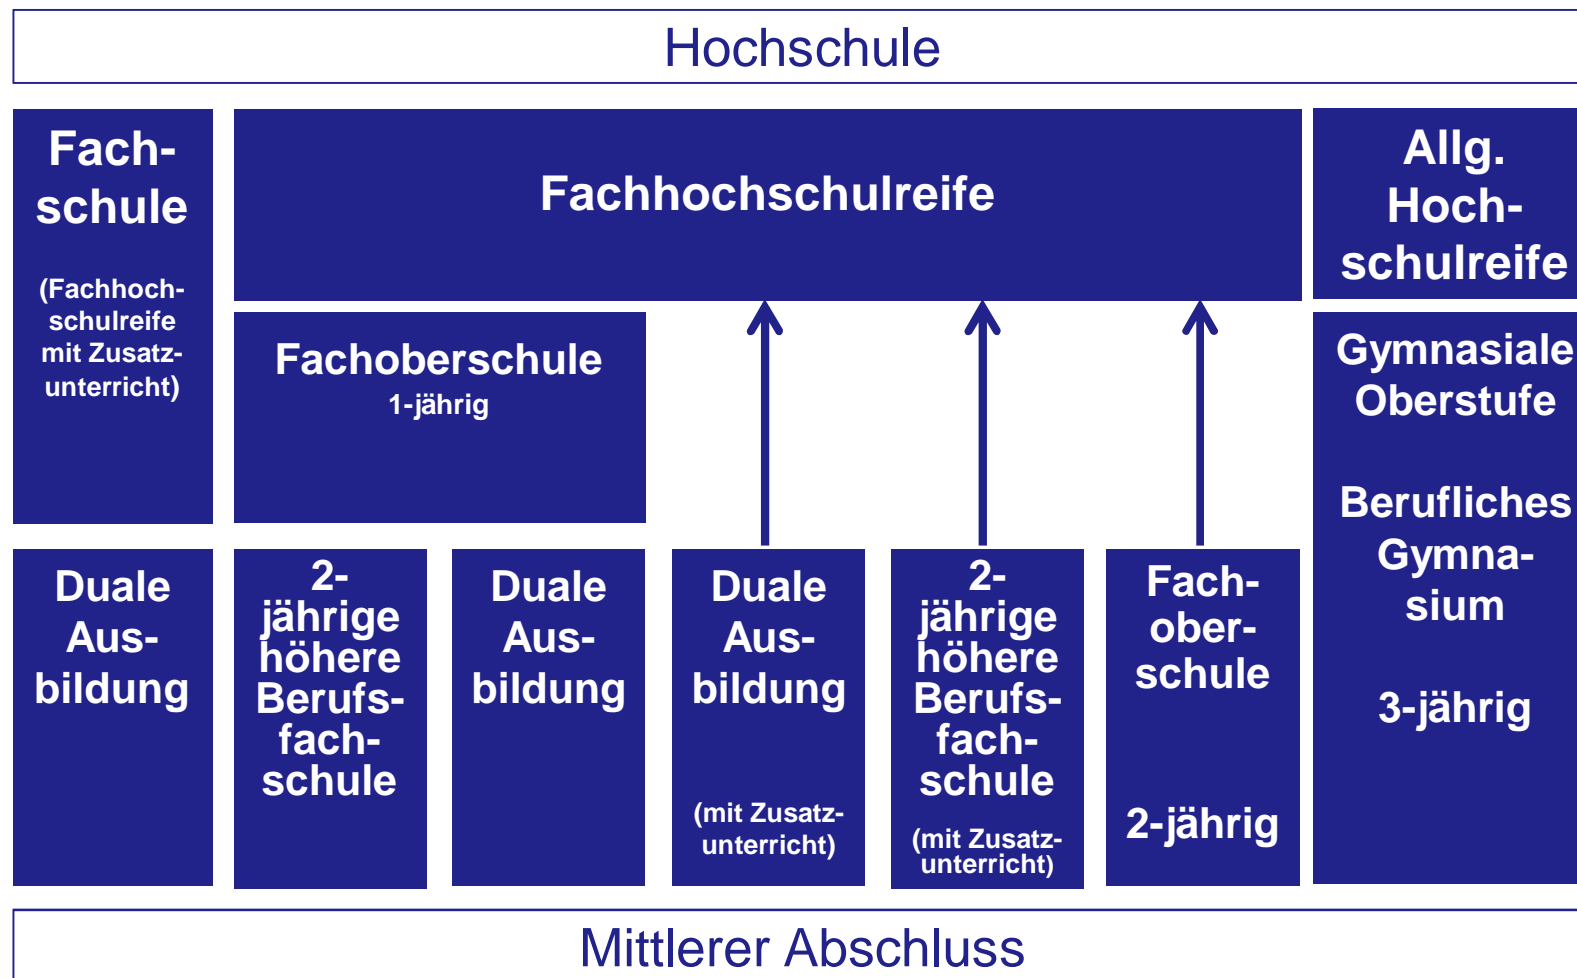 Hochschule
Fach-
schule
(Fachhoch-
schulreife
mit Zusatz-
unterricht)
Fachhochschulreife
Allg.
Hoch-
schulreife
Fachoberschule
1-jährig
Gymnasiale
Oberstufe
Berufliches
Gymna-
sium
3-jährig
Duale
Aus-
bildung
2-
jährige
höhere
Berufs-
fach-
schule
Duale
Aus-
bildung
Duale
Aus-
bildung
(mit Zusatz-
unterricht)
2-
jährige
höhere
Berufs-
fach-
schule
(mit Zusatz-
unterricht)
Fach-
ober-
schule
2-jährig
Mittlerer Abschluss